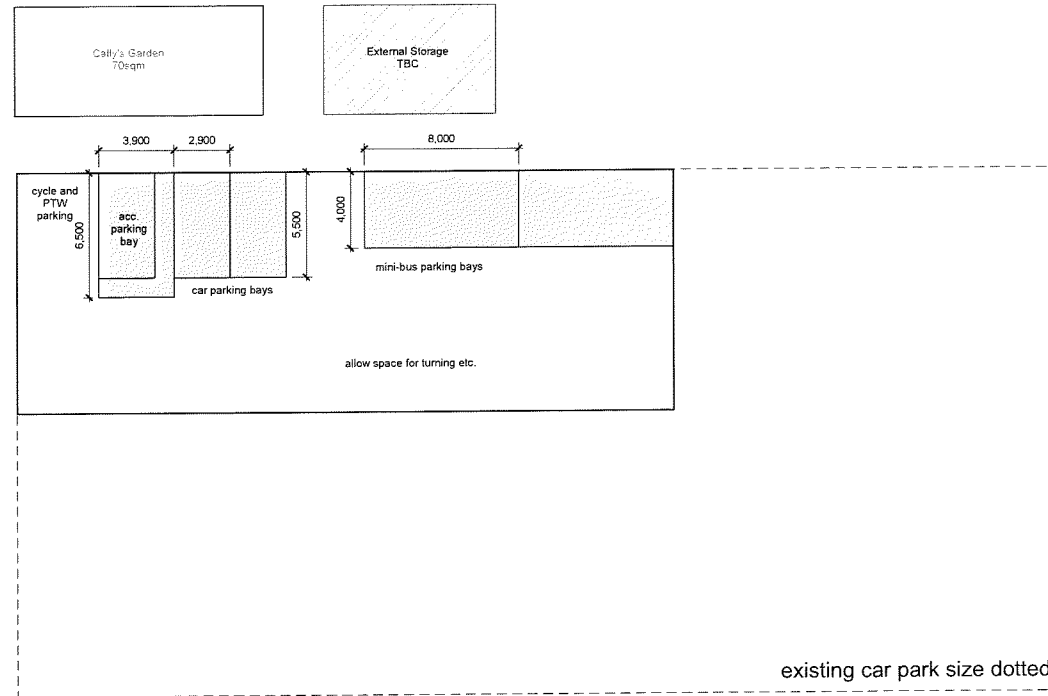 Cally's Garden
70sqm
External Storage
TBC
3,900
2,900
8,000
cycle and
PTW
parking
6,500
acc.
parking
bay
5,500
4,000
mini-bus parking bays
car parking bays
allow space for turning etc.
existing car park size dotted